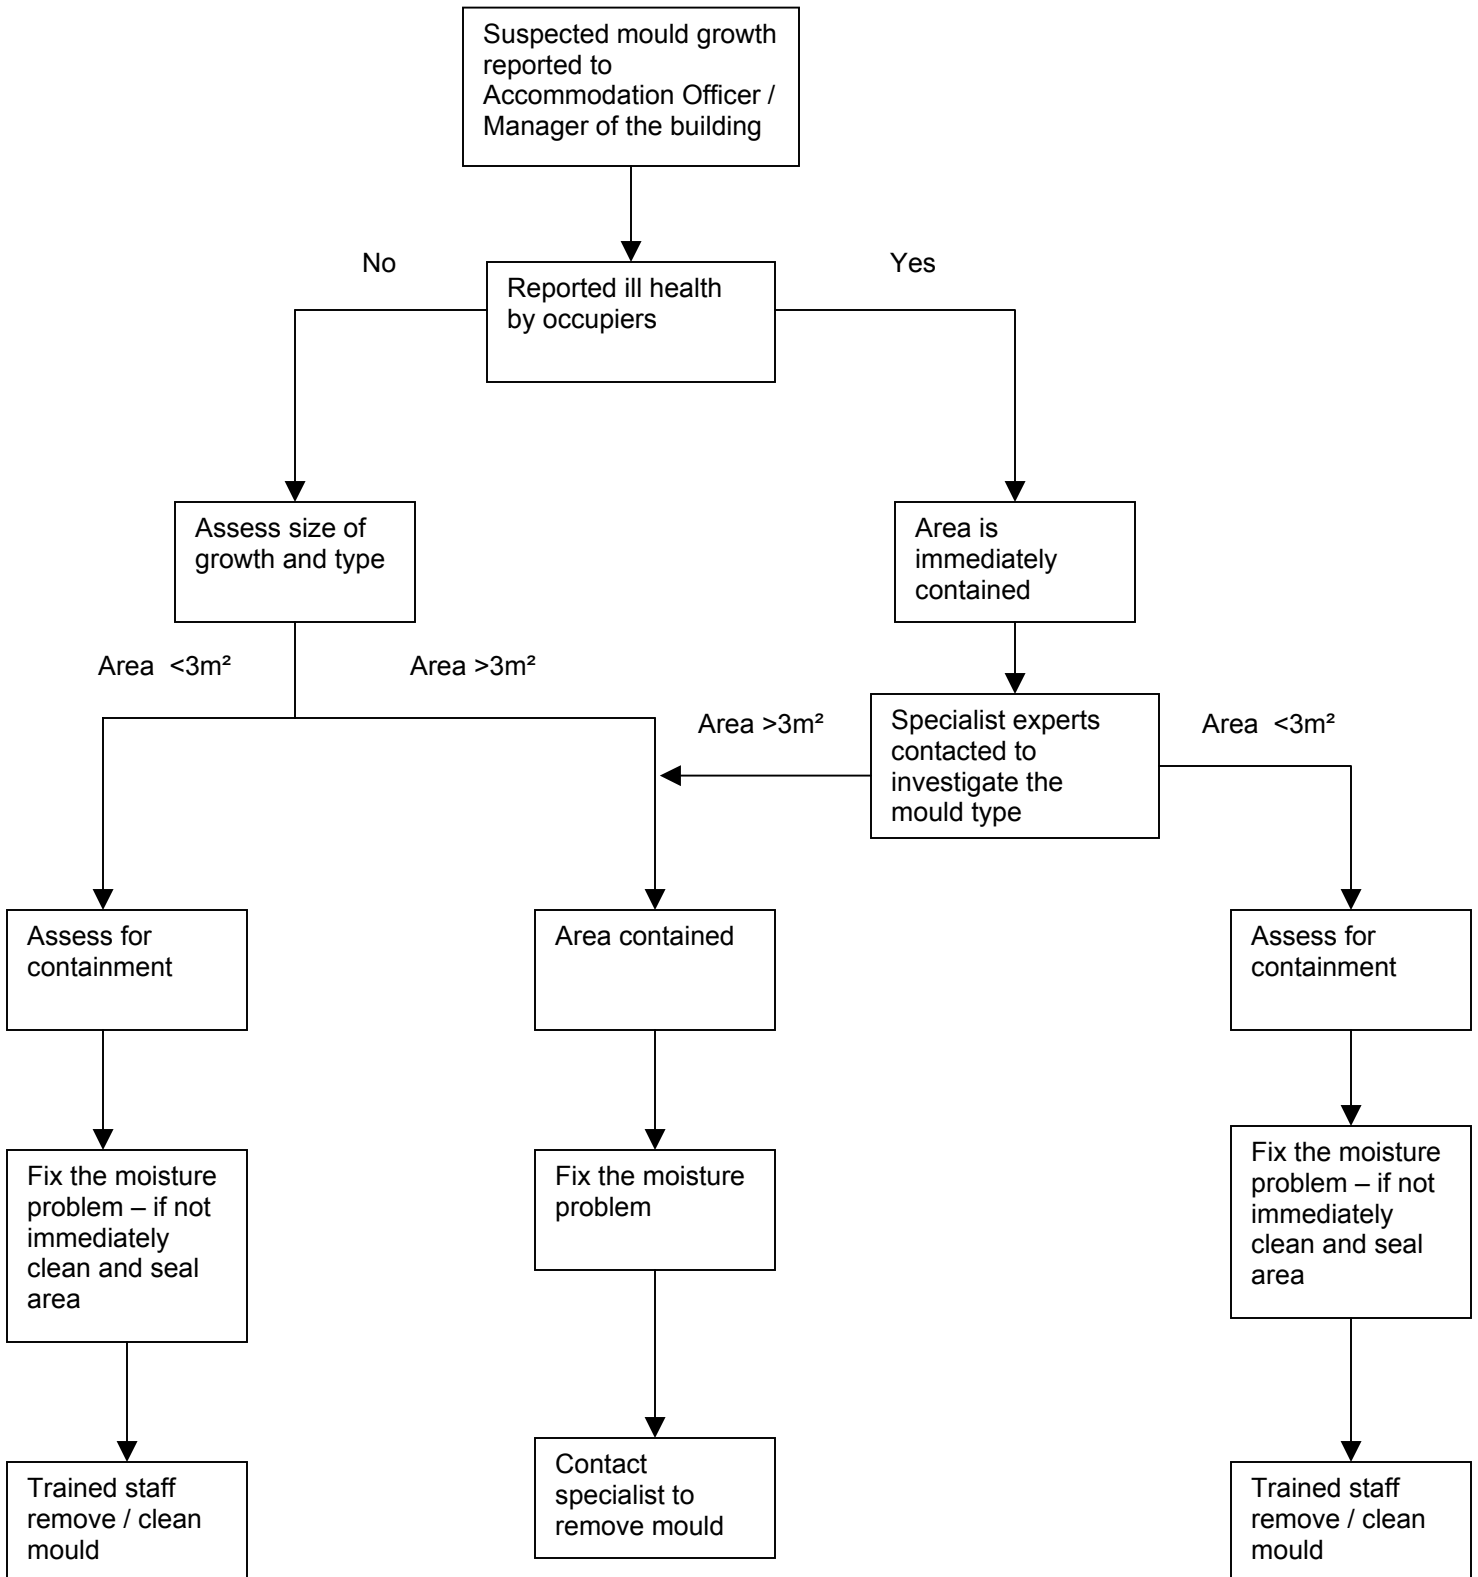 Suspected mould growth
reported to
Accommodation Officer /
Manager of the building
No
Yes
Reported ill health
by occupiers
Assess size of
growth and type
Area is
immediately
contained
Area  <3m²
Area >3m²
Area >3m²
Specialist experts
contacted to
investigate the
mould type
Area  <3m²
Assess for
containment
Area contained
Assess for
containment
Fix the moisture
problem – if not
immediately
clean and seal
area
Fix the moisture
problem
Fix the moisture
problem – if not
immediately
clean and seal
area
Trained staff
remove / clean
mould
Contact
specialist to
remove mould
Trained staff
remove / clean
mould